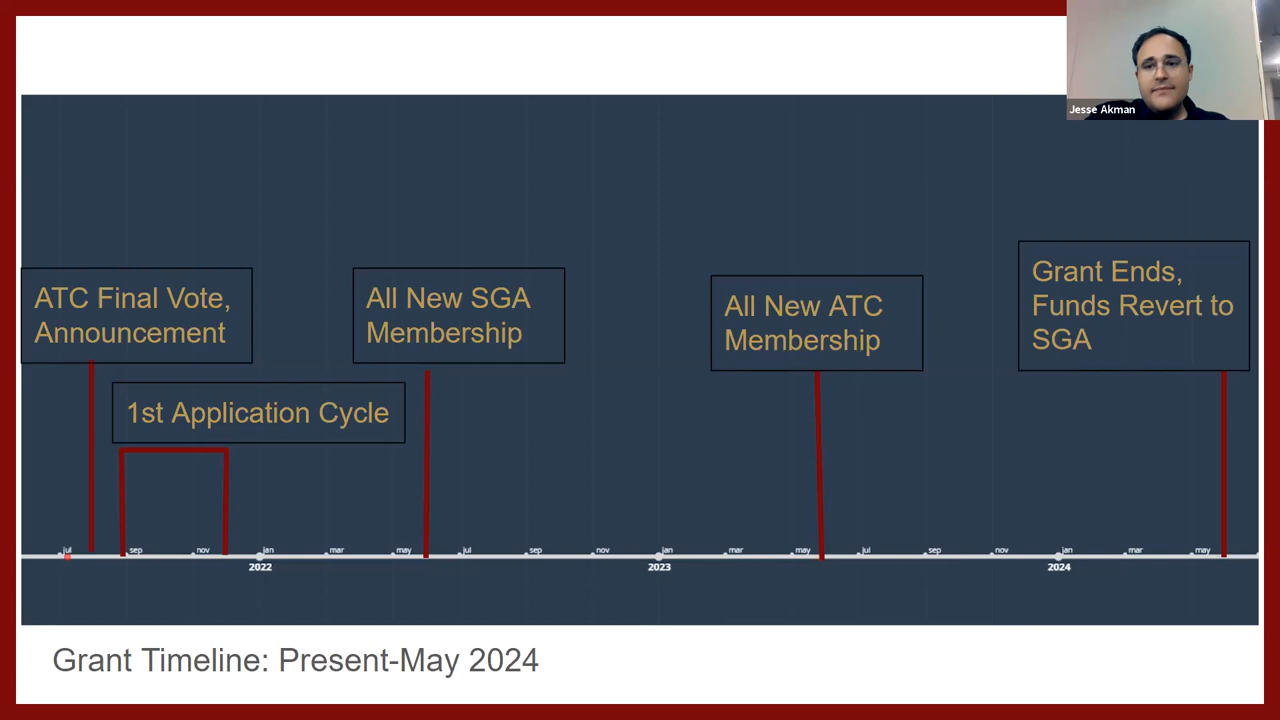 Jesse Akman
ATC Final Vote,
Announcement
All New SGA
Membership
All New ATC
Membership
Grant Ends,
Funds Revert to
SGA
1st Application Cycle
jul sep nov jan mar may jul sep nov jan mar may jul sep nov jan mar may
2022 2023 2024
Grant Timeline: Present-May 2024